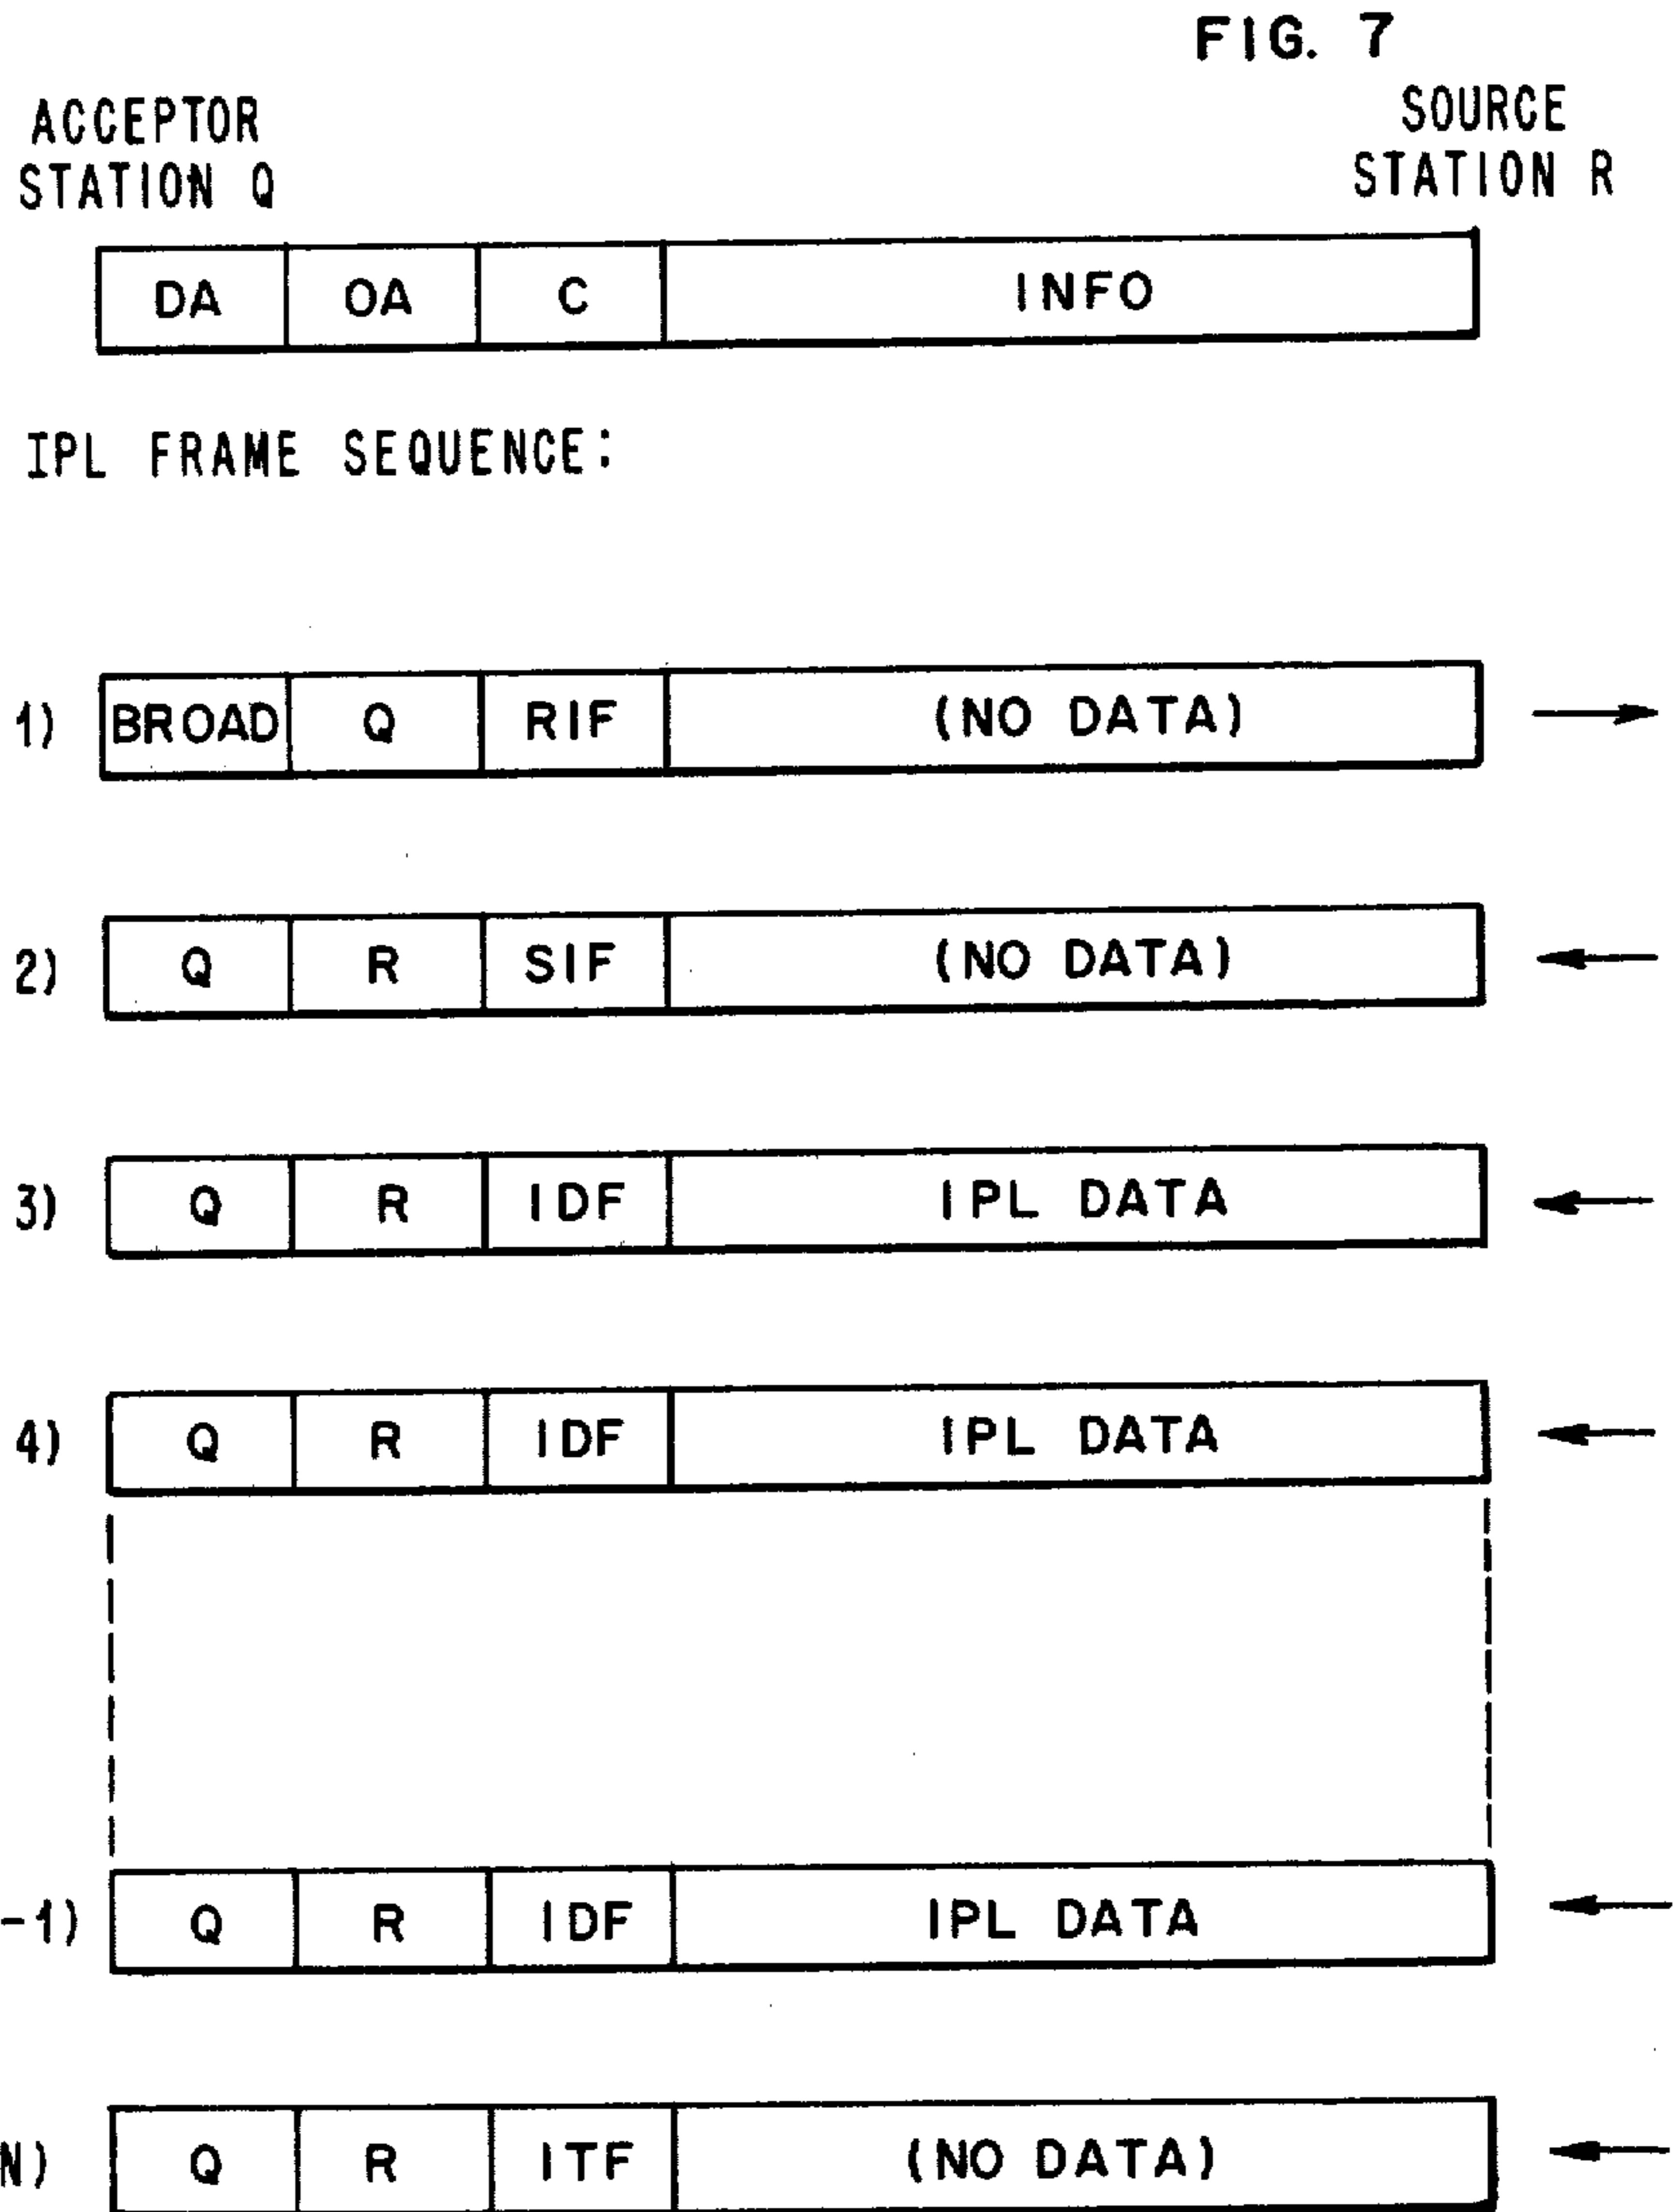 FIG. 7
ACCEPTOR
STATION Q
SOURCE
STATION R
DA OA C INFO
IPL FRAME SEQUENCE:
1) BROAD Q RIF (NO DATA)
2) Q R SIF (NO DATA)
3) Q R IDF IPL DATA
4) Q R IDF IPL DATA
-1) Q R IDF IPL DATA
N) Q R ITF (NO DATA)